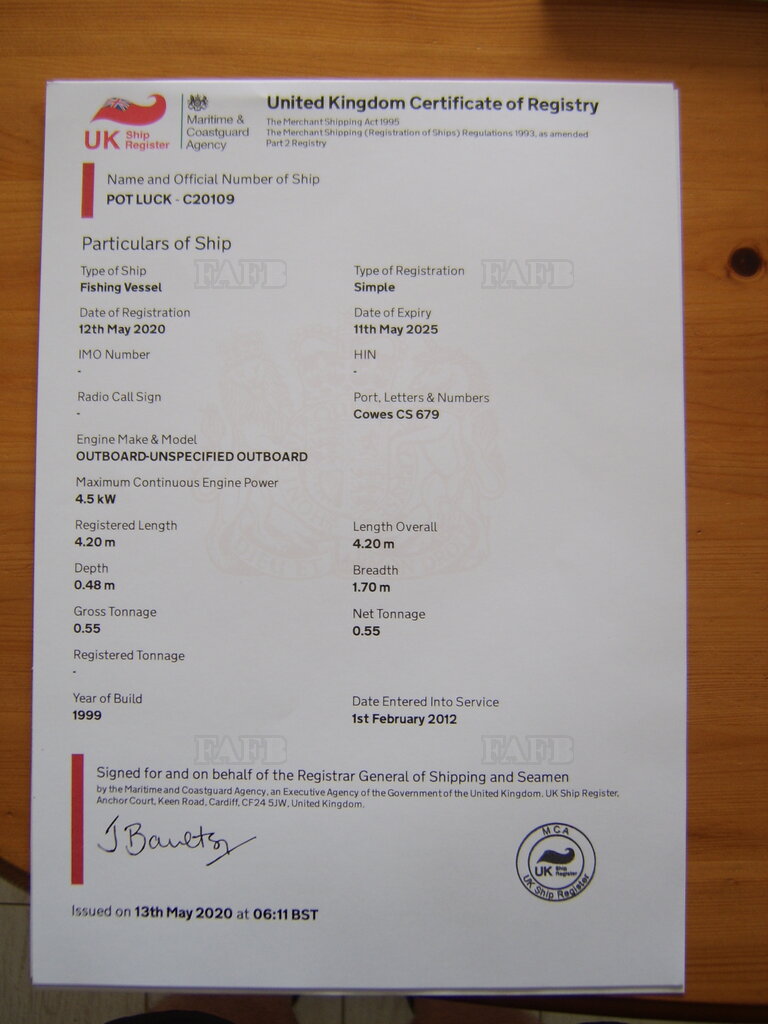 UK Ship Register
Maritime & Coastguard Agency
United Kingdom Certificate of Registry
The Merchant Shipping Act 1995
The Merchant Shipping (Registration of Ships) Regulations 1993, as amended
Part 2 Registry
Name and Official Number of Ship
POT LUCK - C20109
Particulars of Ship
FAFB FAFB
Type of Ship Type of Registration
Fishing Vessel Simple
Date of Registration Date of Expiry
12th May 2020 11th May 2025
IMO Number HIN
- -
Radio Call Sign Port, Letters & Numbers
- Cowes CS 679
Engine Make & Model
OUTBOARD-UNSPECIFIED OUTBOARD
Maximum Continuous Engine Power
4.5 kW
Registered Length Length Overall
4.20 m 4.20 m
Depth Breadth
0.48 m 1.70 m
Gross Tonnage Net Tonnage
0.55 0.55
Registered Tonnage
-
Year of Build Date Entered Into Service
1999 1st February 2012
FAFB FAFB
Signed for and on behalf of the Registrar General of Shipping and Seamen
by the Maritime and Coastguard Agency, an Executive Agency of the Government of the United Kingdom. UK Ship Register,
Anchor Court, Keen Road, Cardiff, CF24 5JW, United Kingdom.
MCA
UK Ship Register
UK Ship Register
Issued on 13th May 2020 at 06:11 BST